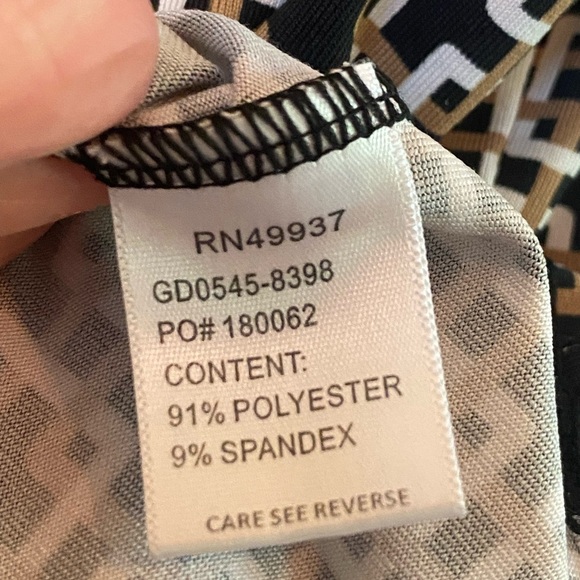 RN49937
GD0545-8398
PO# 180062
CONTENT:
91% POLYESTER
9% SPANDEX
CARE SEE REVERSE